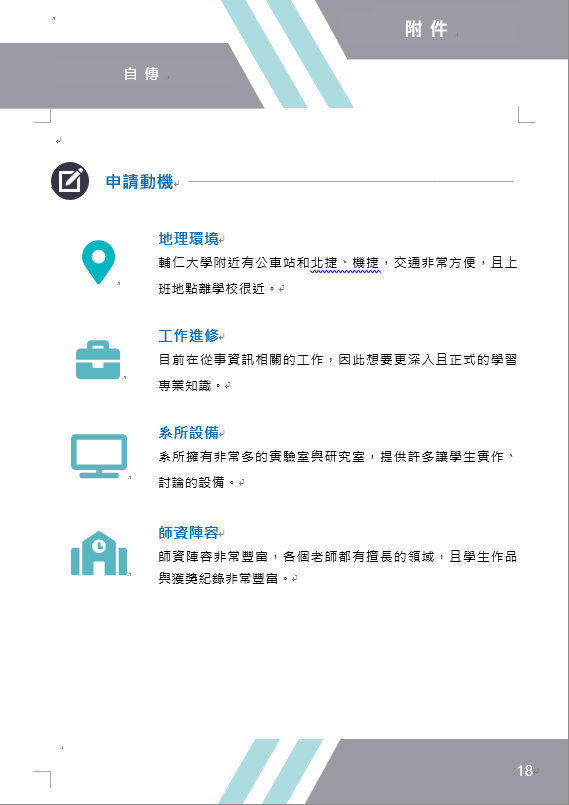 附件
自傳
申請動機
地理環境
輔仁大學附近有公車站和北捷、機捷，交通非常方便，且上
班地點離學校很近。
工作進修
目前在從事資訊相關的工作，因此想要更深入且正式的學習
專業知識。
系所設備
系所擁有非常多的實驗室與研究室，提供許多讓學生實作、
討論的設備。
師資陣容
師資陣容非常豐富，各個老師都有擅長的領域，且學生作品
與獲獎紀錄非常豐富。
18